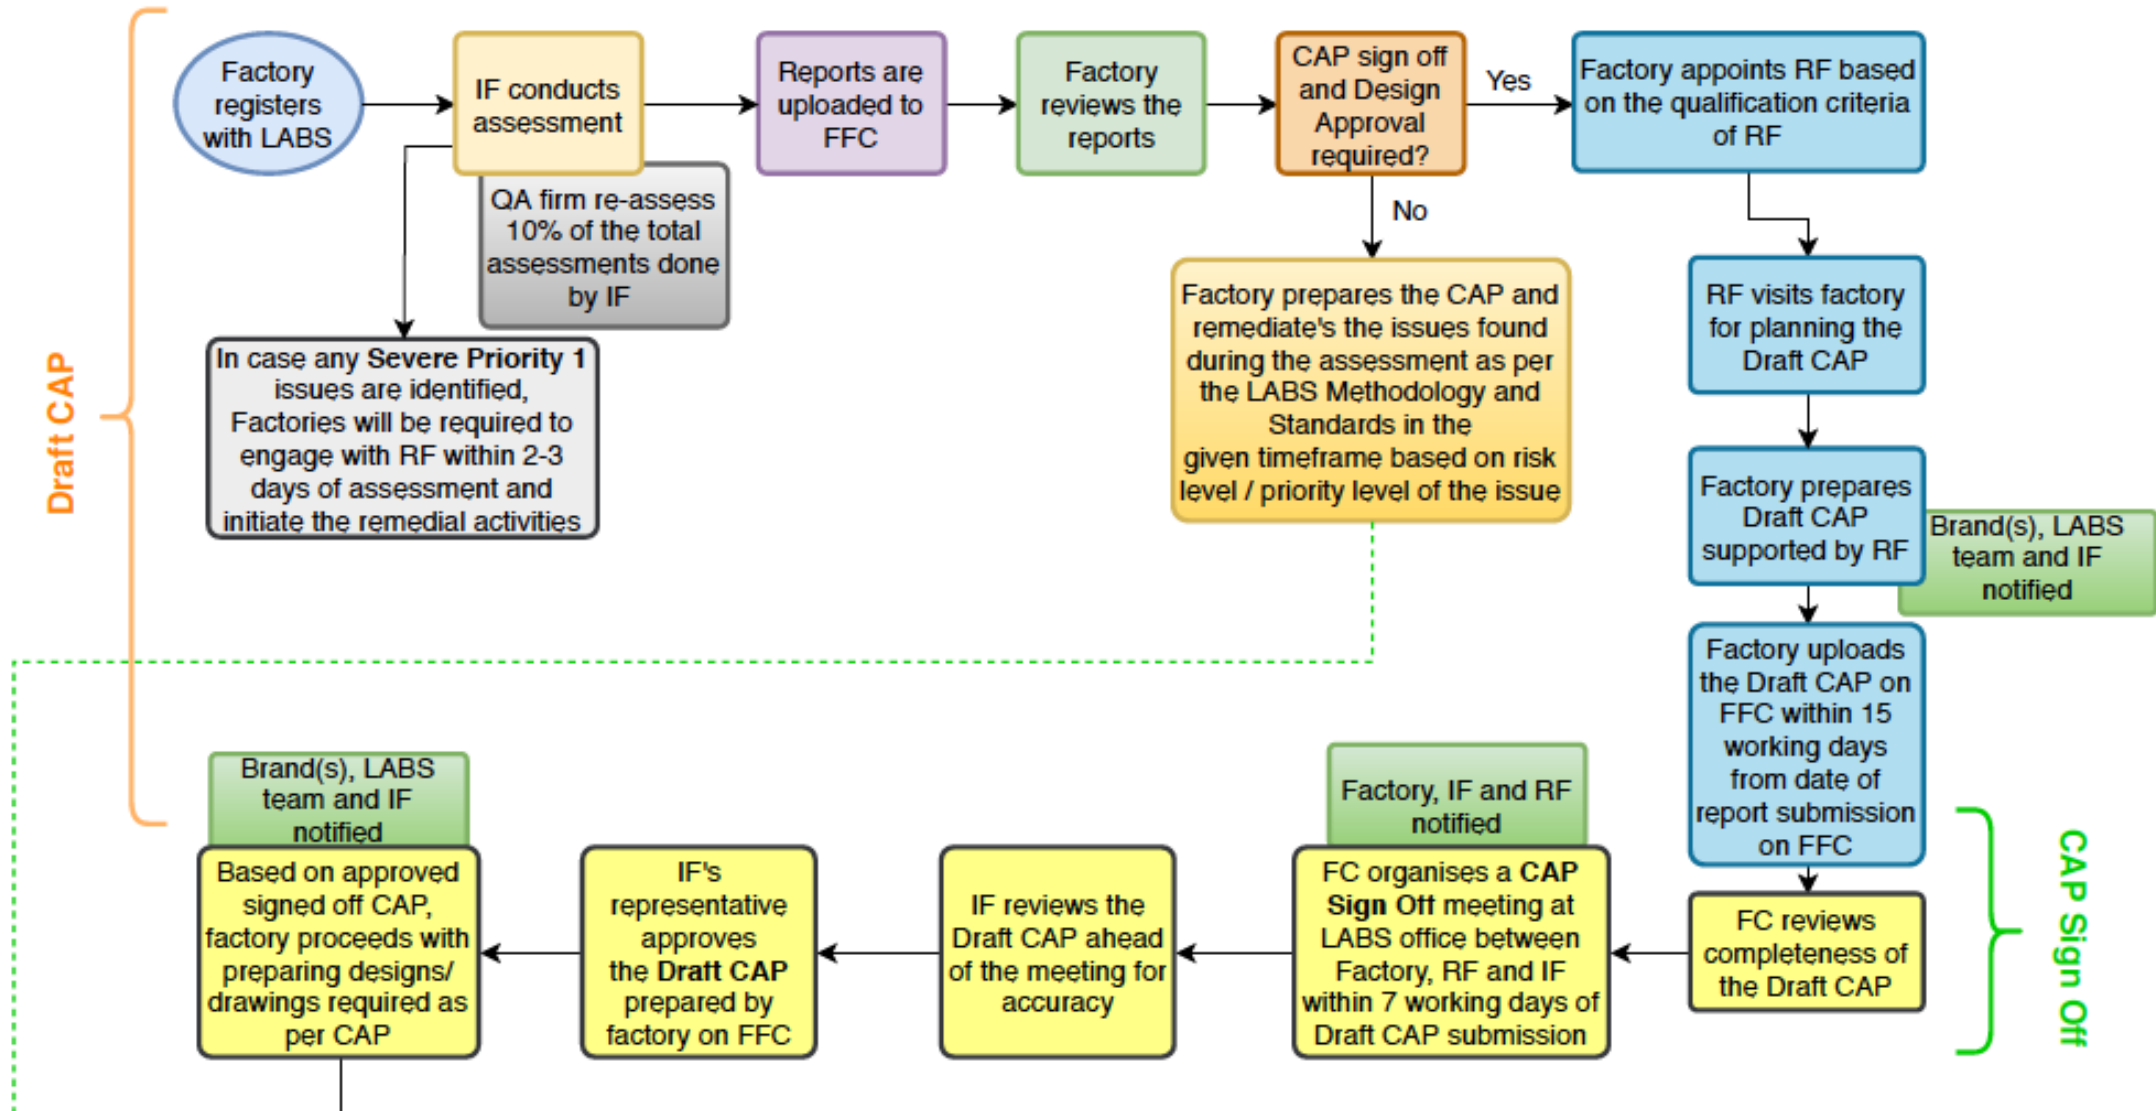 Factory
registers
with LABS
IF conducts
assessment
Reports are
uploaded to
FFC
Factory
reviews the
reports
CAP sign off
and Design
Approval
required?
Yes
Factory appoints RF based
on the qualification criteria
of RF
No
QA firm re-assess
10% of the total
assessments done
by IF
In case any Severe Priority 1
issues are identified,
Factories will be required to
engage with RF within 2-3
days of assessment and
initiate the remedial activities
Factory prepares the CAP and
remediate's the issues found
during the assessment as per
the LABS Methodology and
Standards in the
given timeframe based on risk
level / priority level of the issue
RF visits factory
for planning the
Draft CAP
Factory prepares
Draft CAP
supported by RF
Brand(s), LABS
team and IF
notified
Factory uploads
the Draft CAP on
FFC within 15
working days
from date of
report submission
on FFC
Draft CAP
FC reviews
completeness of
the Draft CAP
Factory, IF and RF
notified
FC organises a CAP
Sign Off meeting at
LABS office between
Factory, RF and IF
within 7 working days of
Draft CAP submission
IF reviews the
Draft CAP ahead
of the meeting for
accuracy
IF's
representative
approves
the Draft CAP
prepared by
factory on FFC
Brand(s), LABS
team and IF
notified
Based on approved
signed off CAP,
factory proceeds with
preparing designs/
drawings required as
per CAP
CAP Sign Off